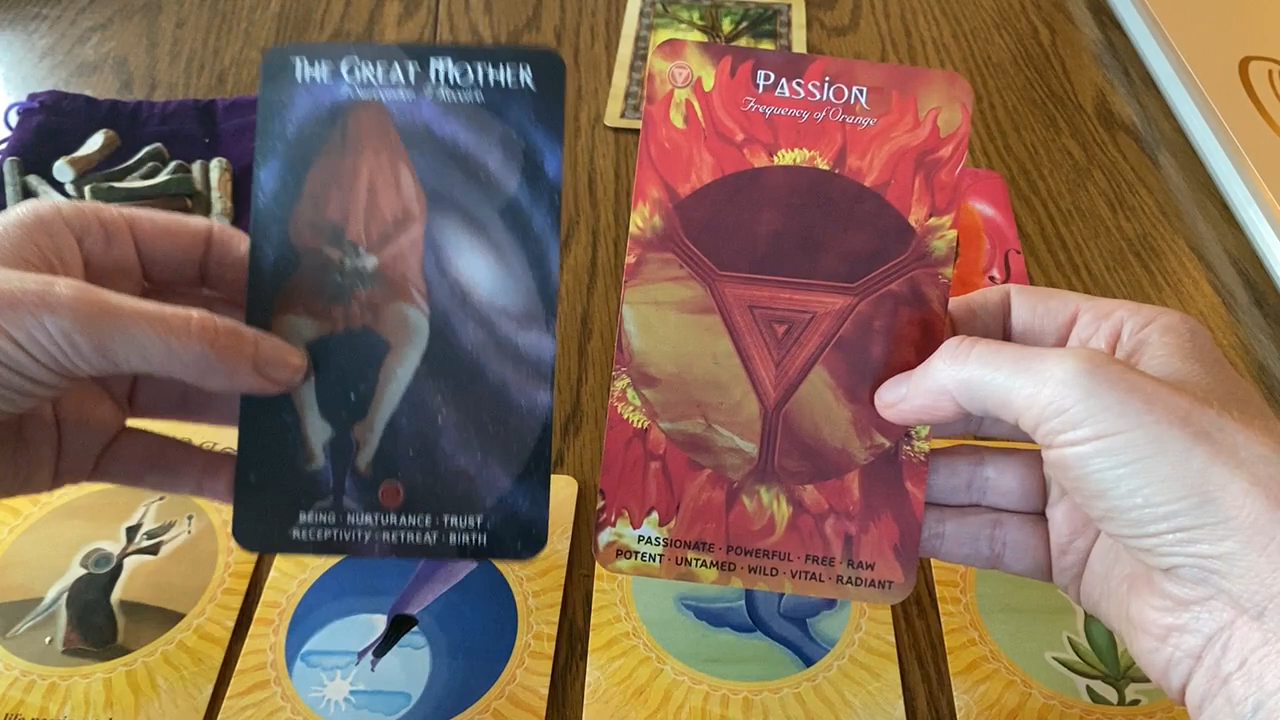 THE GREAT MOTHER
BEING · NURTURANCE · TRUST
RECEPTIVITY · RETREAT · BIRTH
PASSION
Frequency of Orange
PASSIONATE · POWERFUL · FREE · RAW
POTENT · UNTAMED · WILD · VITAL · RADIANT